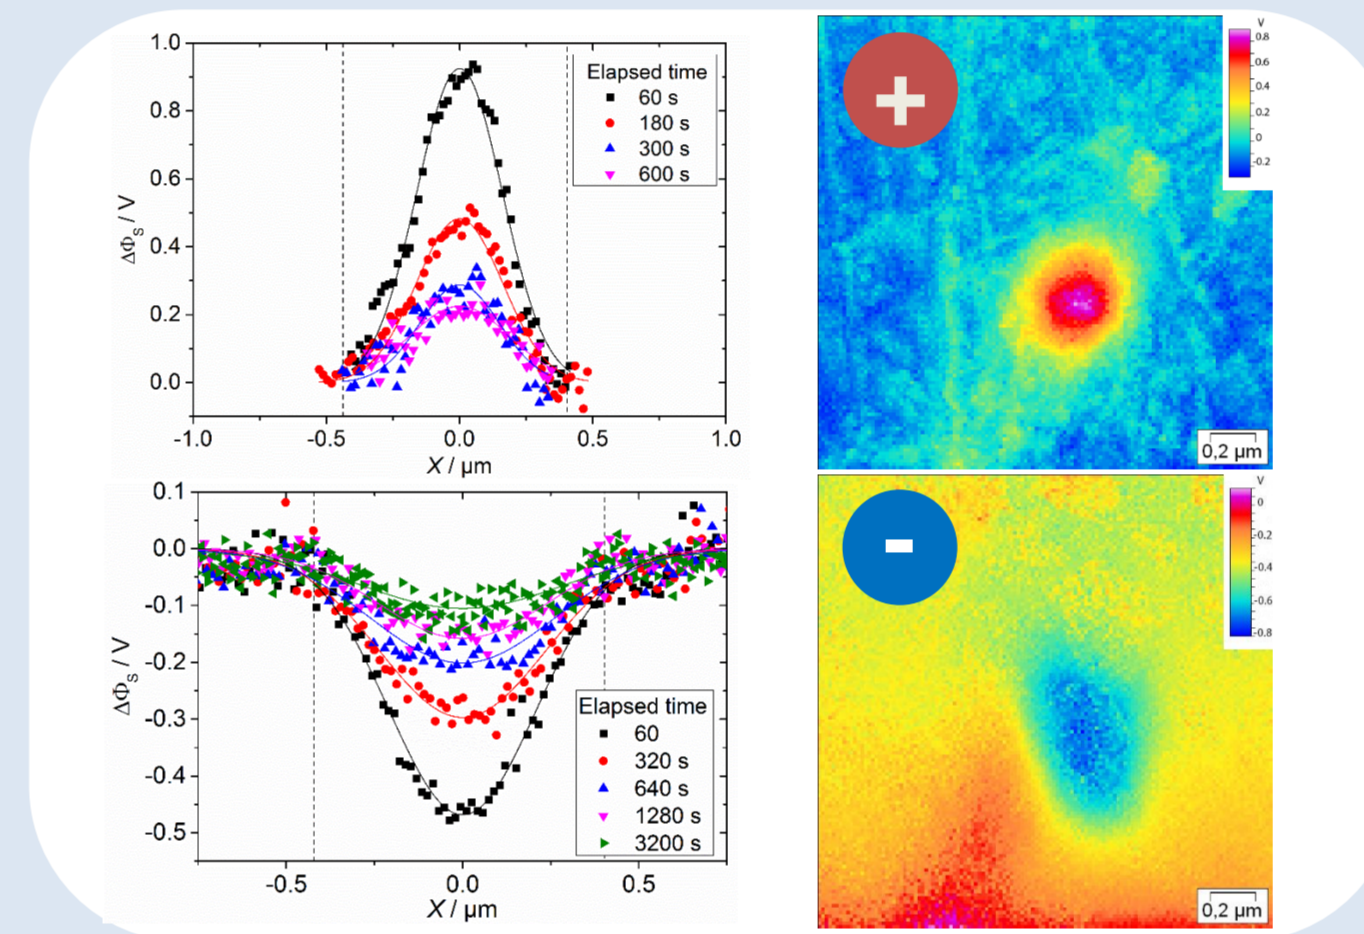 1.0
0.8
0.6
0.4
0.2
0.0
ΔΦS / V
-1.0 -0.5 0.0 0.5 1.0
X / µm
Elapsed time
60 s
180 s
300 s
600 s
+
V
0.8
0.6
0.4
0.2
0
-0.2
0,2 µm
0.1
0.0
-0.1
-0.2
-0.3
-0.4
-0.5
ΔΦS / V
-0.5 0.0 0.5
X / µm
Elapsed time
60
320 s
640 s
1280 s
3200 s
-
V
0
-0.2
-0.4
-0.6
-0.8
0,2 µm